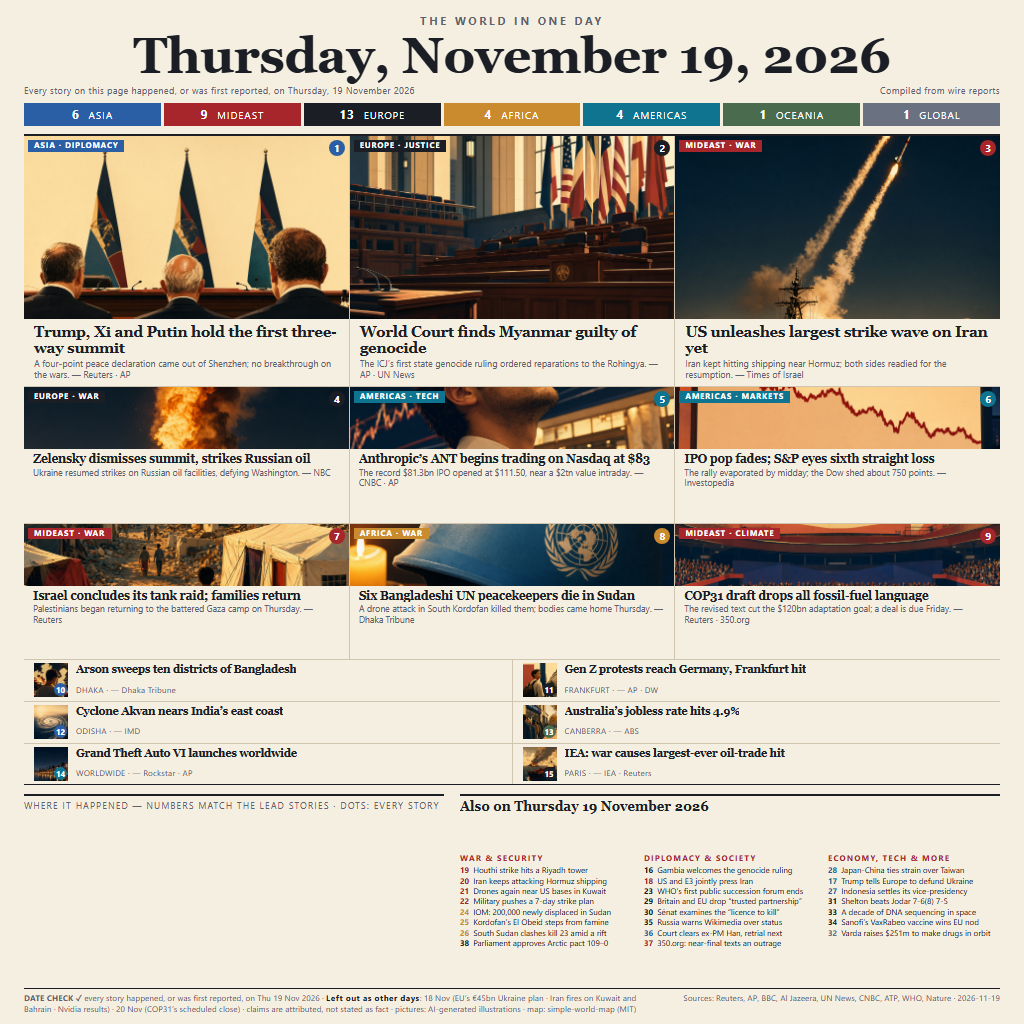 THE WORLD IN ONE DAY
Thursday, November 19, 2026
Every story on this page happened, or was first reported, on Thursday, 19 November 2026
Compiled from wire reports
6 ASIA
9 MIDEAST
13 EUROPE
4 AFRICA
4 AMERICAS
1 OCEANIA
1 GLOBAL
ASIA · DIPLOMACY
1
Trump, Xi and Putin hold the first three-
way summit
A four-point peace declaration came out of Shenzhen; no breakthrough on
the wars. — Reuters · AP
EUROPE · JUSTICE
2
World Court finds Myanmar guilty of
genocide
The ICJ's first state genocide ruling ordered reparations to the Rohingya. —
AP · UN News
MIDEAST · WAR
3
US unleashes largest strike wave on Iran
yet
Iran kept hitting shipping near Hormuz; both sides readied for the
resumption. — Times of Israel
EUROPE · WAR
4
Zelensky dismisses summit, strikes Russian oil
Ukraine resumed strikes on Russian oil facilities, defying Washington. — NBC
AMERICAS · TECH
5
Anthropic's ANT begins trading on Nasdaq at $83
The record $81.3bn IPO opened at $111.50, near a $2tn value intraday. —
CNBC · AP
AMERICAS · MARKETS
6
IPO pop fades; S&P eyes sixth straight loss
The rally evaporated by midday; the Dow shed about 750 points. —
Investopedia
MIDEAST · WAR
7
Israel concludes its tank raid; families return
Palestinians began returning to the battered Gaza camp on Thursday. —
Reuters
AFRICA · WAR
8
Six Bangladeshi UN peacekeepers die in Sudan
A drone attack in South Kordofan killed them; bodies came home Thursday. —
Dhaka Tribune
MIDEAST · CLIMATE
9
COP31 draft drops all fossil-fuel language
The revised text cut the $120bn adaptation goal; a deal is due Friday. —
Reuters · 350.org
10
Arson sweeps ten districts of Bangladesh
DHAKA · — Dhaka Tribune
11
Gen Z protests reach Germany, Frankfurt hit
FRANKFURT · — AP · DW
12
Cyclone Akvan nears India's east coast
ODISHA · — IMD
13
Australia's jobless rate hits 4.9%
CANBERRA · — ABS
14
Grand Theft Auto VI launches worldwide
WORLDWIDE · — Rockstar · AP
15
IEA: war causes largest-ever oil-trade hit
PARIS · — IEA · Reuters
WHERE IT HAPPENED — NUMBERS MATCH THE LEAD STORIES · DOTS: EVERY STORY
Also on Thursday 19 November 2026
WAR & SECURITY
19 Houthi strike hits a Riyadh tower
20 Iran keeps attacking Hormuz shipping
21 Drones again near US bases in Kuwait
22 Military pushes a 7-day strike plan
24 IOM: 200,000 newly displaced in Sudan
25 Kordofan's El Obeid steps from famine
26 South Sudan clashes kill 23 amid a rift
38 Parliament approves Arctic pact 109–0
DIPLOMACY & SOCIETY
16 Gambia welcomes the genocide ruling
18 US and E3 jointly press Iran
23 WHO's first public succession forum ends
29 Britain and EU drop "trusted partnership"
30 Sénat examines the "licence to kill"
35 Russia warns Wikimedia over status
36 Court clears ex-PM Han, retrial next
37 350.org: near-final texts an outrage
ECONOMY, TECH & MORE
28 Japan-China ties strain over Taiwan
17 Trump tells Europe to defend Ukraine
27 Indonesia settles its vice-presidency
31 Shelton beats Jodar 7-6(8) 7-5
33 A decade of DNA sequencing in space
34 Sanofi's VaxRabeo vaccine wins EU nod
32 Varda raises $251m to make drugs in orbit
DATE CHECK ✓ every story happened, or was first reported, on Thu 19 Nov 2026 · Left out as other days: 18 Nov (EU's €45bn Ukraine plan · Iran fires on Kuwait and
Bahrain · Nvidia results) · 20 Nov (COP31's scheduled close) · claims are attributed, not stated as fact · pictures: AI-generated illustrations · map: simple-world-map (MIT)
Sources: Reuters, AP, BBC, Al Jazeera, UN News, CNBC, ATP, WHO, Nature · 2026-11-19